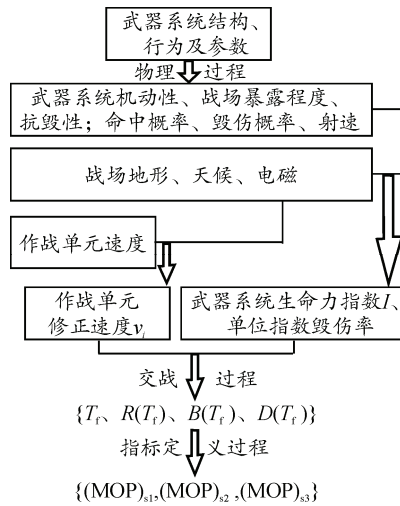 武器系统结构、
行为及参数
物理 过程
武器系统机动性、战场暴露程度、
抗毁性；命中概率、毁伤概率、射速
战场地形、天候、电磁
作战单元速度
作战单元
修正速度vi
武器系统生命力指数I、
单位指数毁伤率
交战 过程
{Tf、R(Tf)、B(Tf)、D(Tf)}
指标定 义过程
{(MOP)s1,(MOP)s2,(MOP)s3}